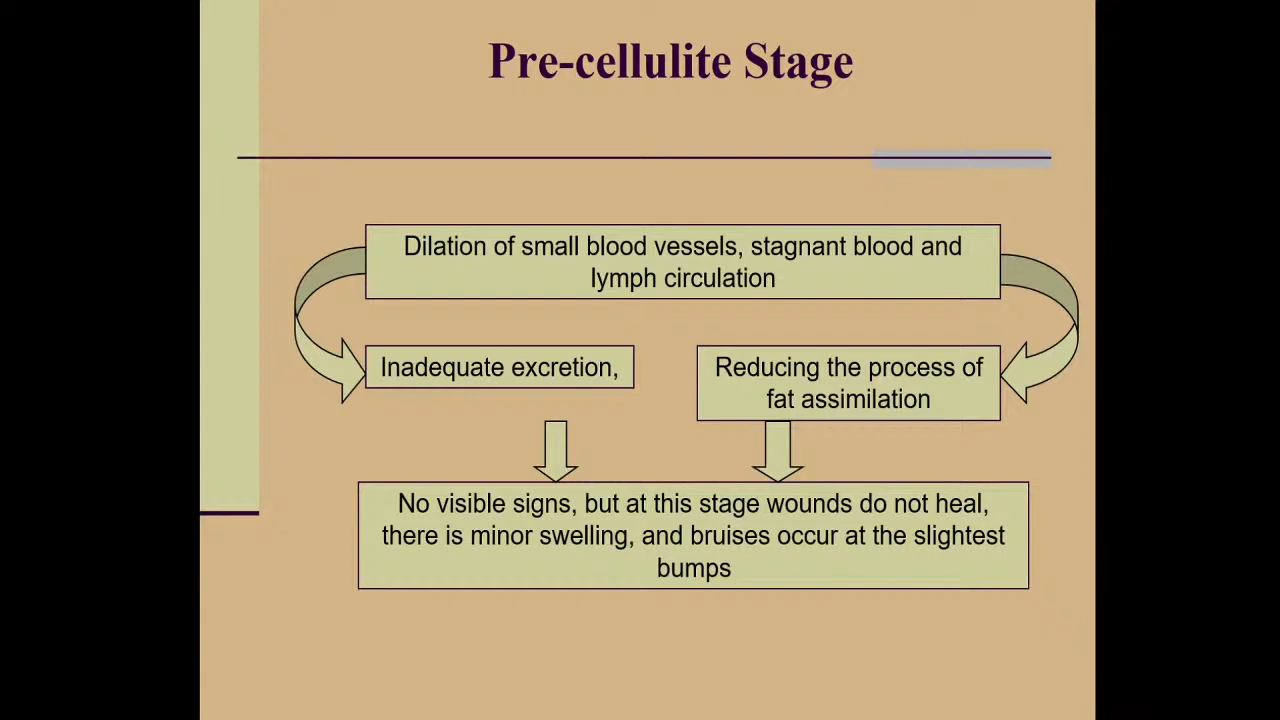 Pre-cellulite Stage
Dilation of small blood vessels, stagnant blood and
lymph circulation
Inadequate excretion,
Reducing the process of
fat assimilation
No visible signs, but at this stage wounds do not heal,
there is minor swelling, and bruises occur at the slightest
bumps